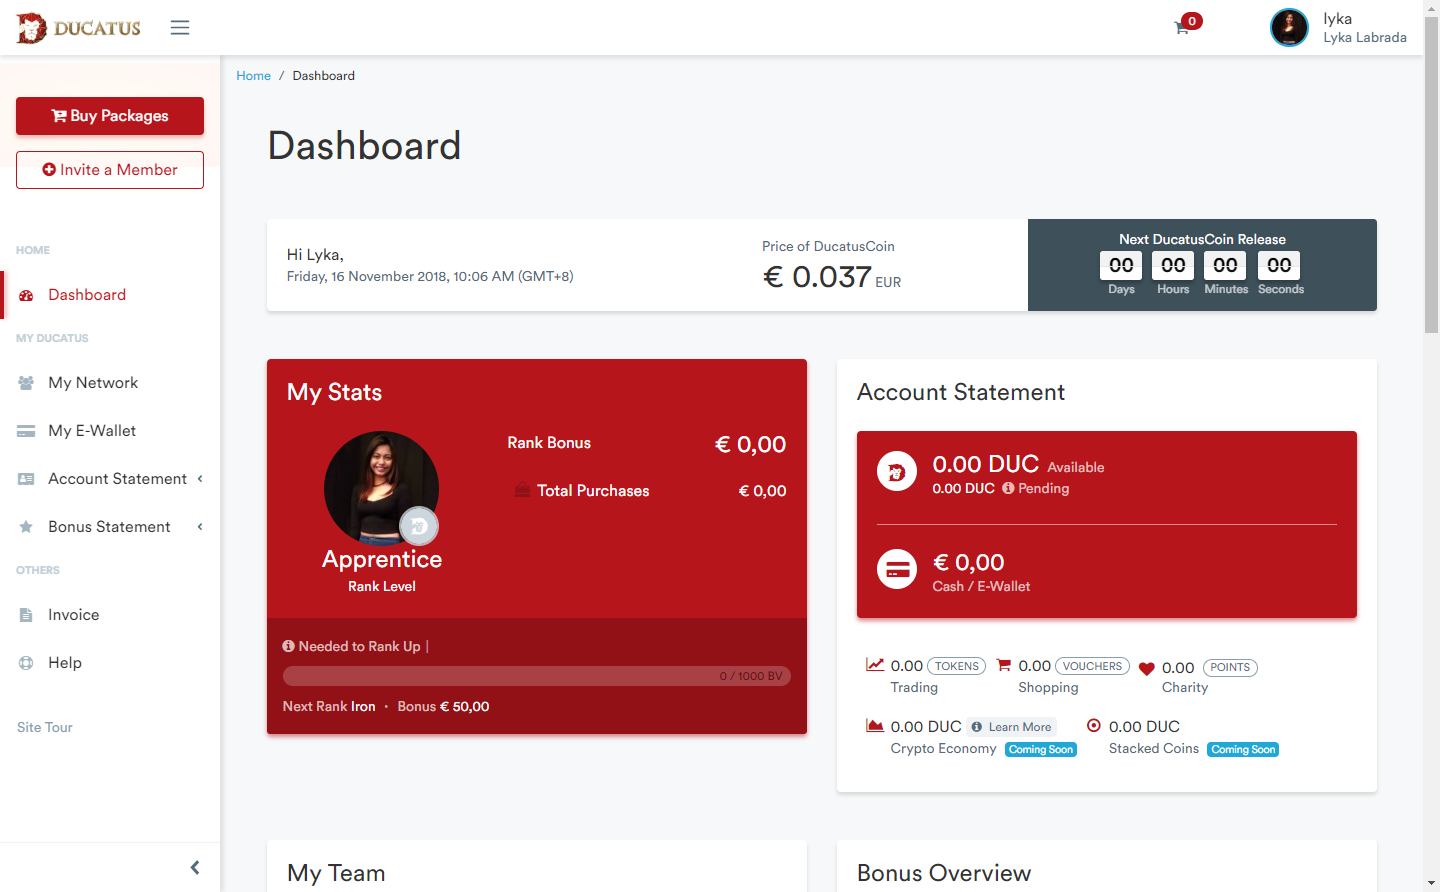 DUCATUS
0
lyka
Lyka Labrada
Home / Dashboard
Buy Packages
Invite a Member
HOME
Dashboard
MY DUCATUS
My Network
My E-Wallet
Account Statement
Bonus Statement
OTHERS
Invoice
Help
Site Tour
Dashboard
Hi Lyka,
Friday, 16 November 2018, 10:06 AM (GMT+8)
Price of DucatusCoin
€ 0.037 EUR
Next DucatusCoin Release
00 00 00 00
Days Hours Minutes Seconds
My Stats
Rank Bonus € 0,00
Total Purchases € 0,00
Apprentice
Rank Level
Needed to Rank Up |
0 / 1000 BV
Next Rank Iron · Bonus € 50,00
Account Statement
0.00 DUC Available
0.00 DUC Pending
€ 0,00
Cash / E-Wallet
0.00 TOKENS 0.00 VOUCHERS 0.00 POINTS
Trading Shopping Charity
0.00 DUC Learn More 0.00 DUC
Crypto Economy Coming Soon Stacked Coins Coming Soon
My Team
Bonus Overview